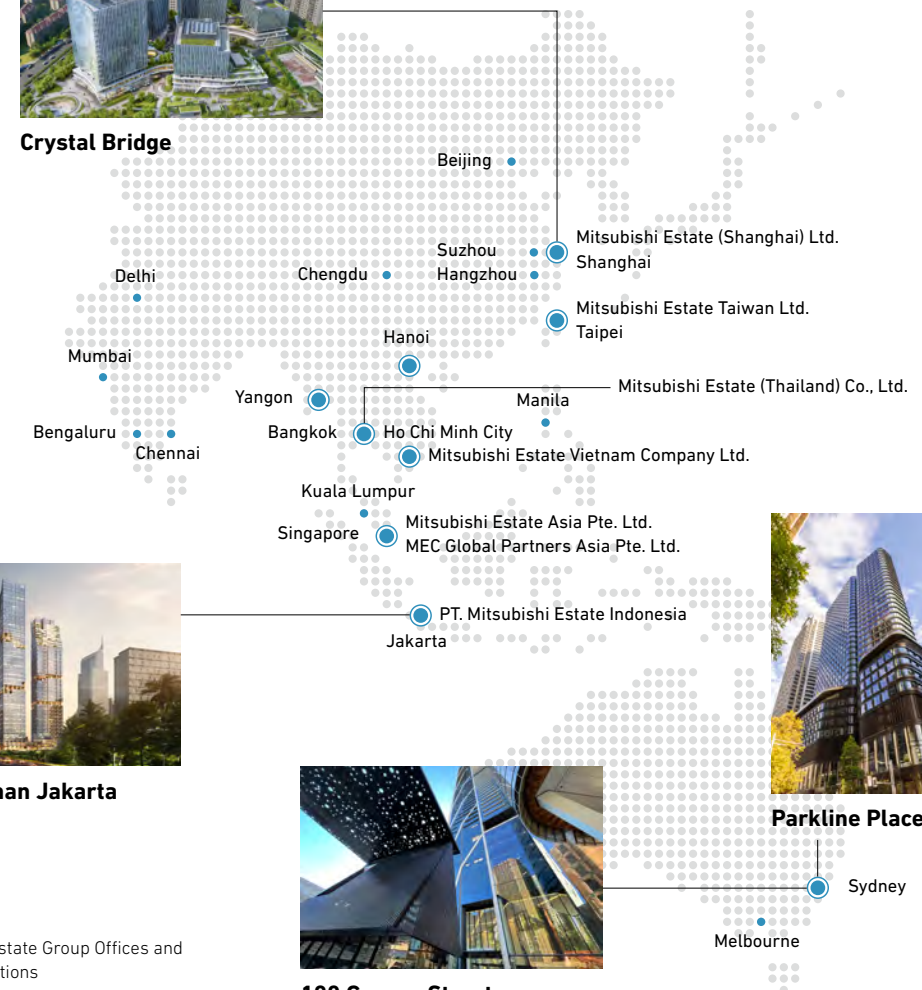 Crystal Bridge
Beijing
Mitsubishi Estate (Shanghai) Ltd.
Shanghai
Suzhou
Hangzhou
Chengdu
Delhi
Mitsubishi Estate Taiwan Ltd.
Taipei
Hanoi
Mumbai
Mitsubishi Estate (Thailand) Co., Ltd.
Yangon
Manila
Bengaluru
Chennai
Bangkok
Ho Chi Minh City
Mitsubishi Estate Vietnam Company Ltd.
Kuala Lumpur
Singapore
Mitsubishi Estate Asia Pte. Ltd.
MEC Global Partners Asia Pte. Ltd.
PT. Mitsubishi Estate Indonesia
Jakarta
Jakarta
Parkline Place
Sydney
Melbourne
Group Offices and